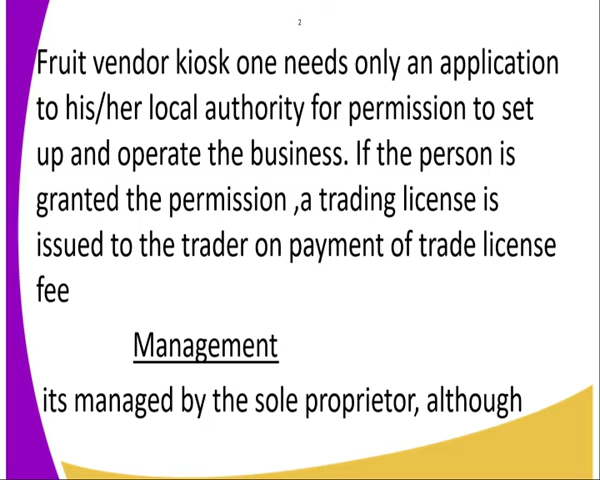 2
Fruit vendor kiosk one needs only an application
to his/her local authority for permission to set
up and operate the business. If the person is
granted the permission ,a trading license is
issued to the trader on payment of trade license
fee
Management
its managed by the sole proprietor, although